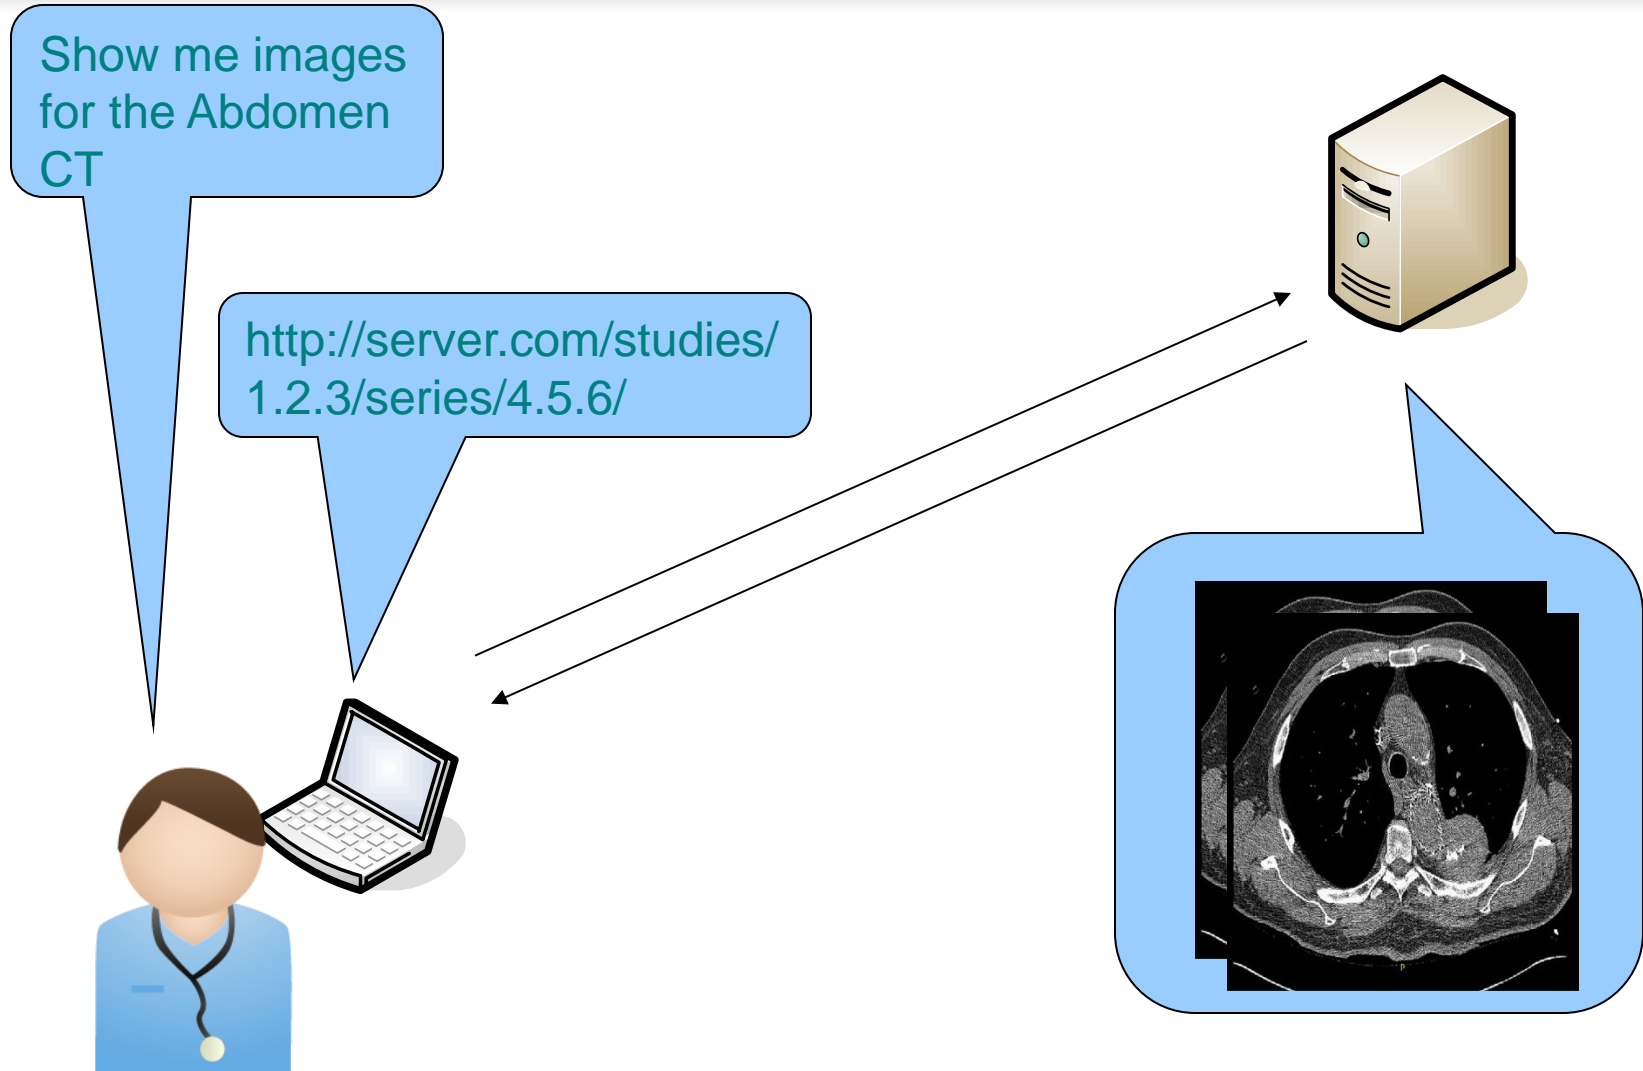 Show me images
for the Abdomen
CT
http://server.com/studies/
1.2.3/series/4.5.6/
P